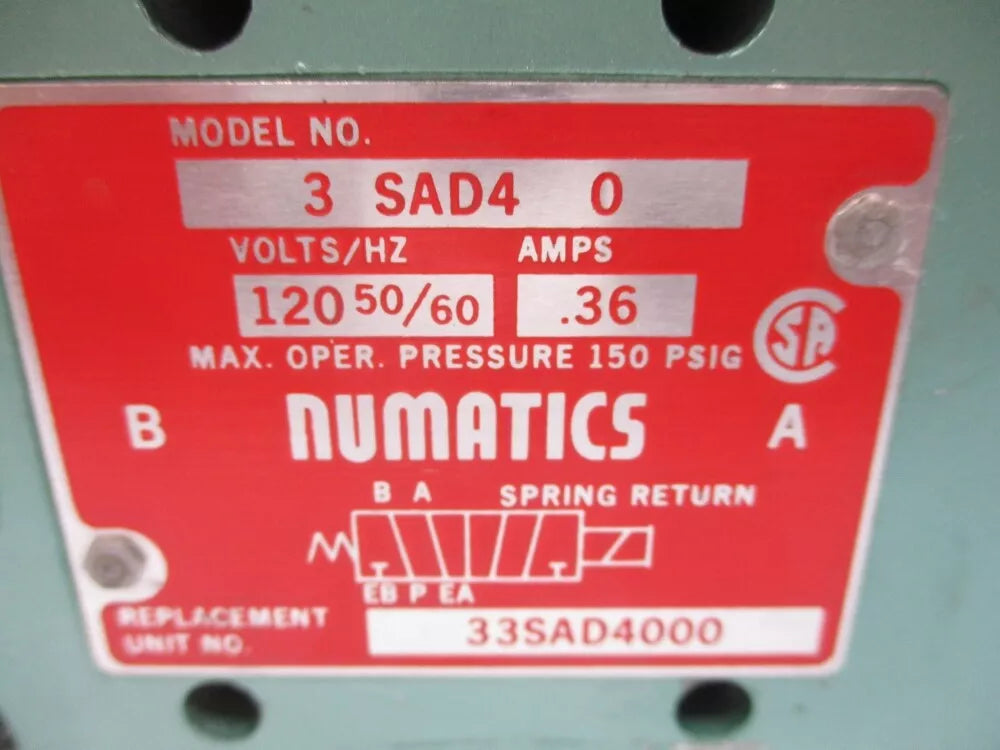 MODEL NO.
3 SAD4 0
VOLTS/HZ AMPS
120 50/60 .36
MAX. OPER. PRESSURE 150 PSIG
CSA
B NUMATICS A
B A SPRING RETURN
EB P EA
REPLACEMENT
UNIT NO.
33SAD4000